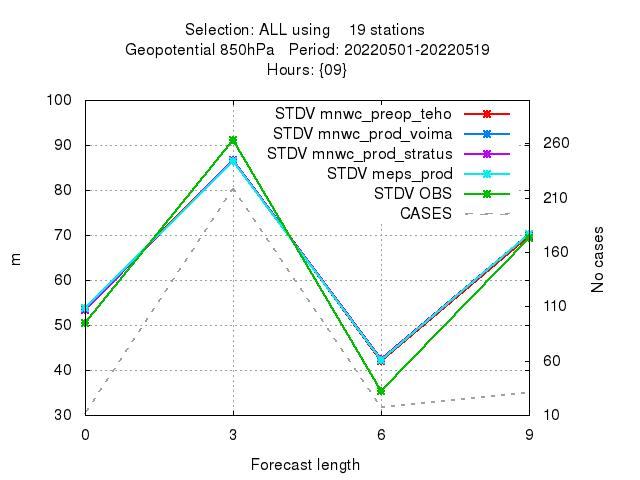 Selection: ALL using 19 stations
Geopotential 850hPa Period: 20220501-20220519
Hours: {09}
100
90
80
70
60
50
40
30
m
STDV mnwc_preop_teho
STDV mnwc_prod_voima
STDV mnwc_prod_stratus
STDV meps_prod
STDV OBS
CASES
260
210
160
110
60
10
No cases
0 3 6 9
Forecast length